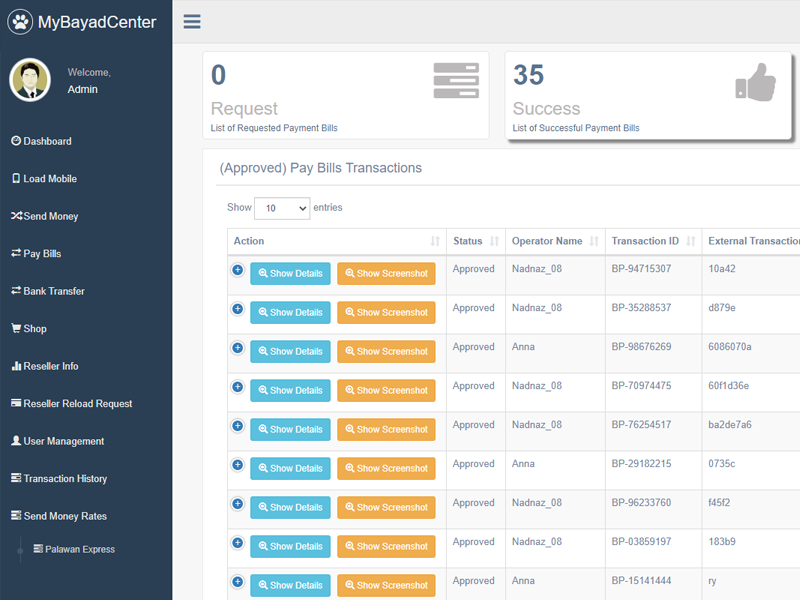 MyBayadCenter
Welcome,
Admin
Dashboard
Load Mobile
Send Money
Pay Bills
Bank Transfer
Shop
Reseller Info
Reseller Reload Request
User Management
Transaction History
Send Money Rates
Palawan Express
0
Request
List of Requested Payment Bills
35
Success
List of Successful Payment Bills
(Approved) Pay Bills Transactions
Show 10 entries
Action Status Operator Name Transaction ID External Transaction
Show Details Show Screenshot Approved Nadnaz_08 BP-94715307 10a42
Show Details Show Screenshot Approved Nadnaz_08 BP-35288537 d879e
Show Details Show Screenshot Approved Anna BP-98676269 6086070a
Show Details Show Screenshot Approved Nadnaz_08 BP-70974475 60f1d36e
Show Details Show Screenshot Approved Nadnaz_08 BP-76254517 ba2de7a6
Show Details Show Screenshot Approved Anna BP-29182215 0735c
Show Details Show Screenshot Approved Nadnaz_08 BP-96233760 f45f2
Show Details Show Screenshot Approved Nadnaz_08 BP-03859197 183b9
Show Details Show Screenshot Approved Anna BP-15141444 ry